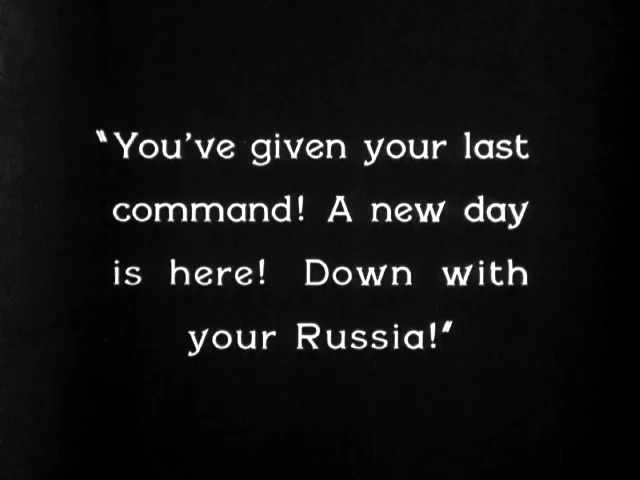 "You've given your last
command! A new day
is here! Down with
your Russia!"